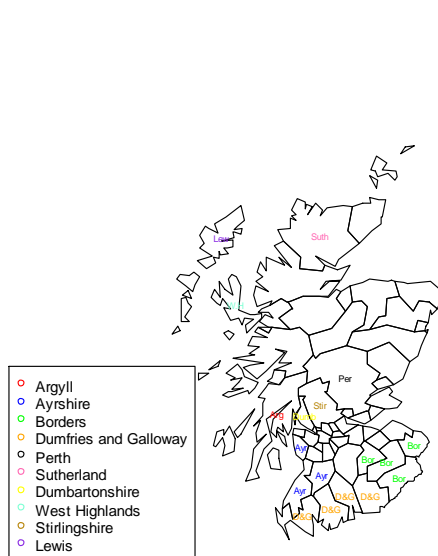 Lew
Suth
Per
Stir
Arg
Ayr
Bor
Bor
Bor
Ayr
Bor
Ayr
D&G
D&G
D&G
D&G
Argyll
Ayrshire
Borders
Dumfries and Galloway
Perth
Sutherland
Dumbartonshire
West Highlands
Stirlingshire
Lewis